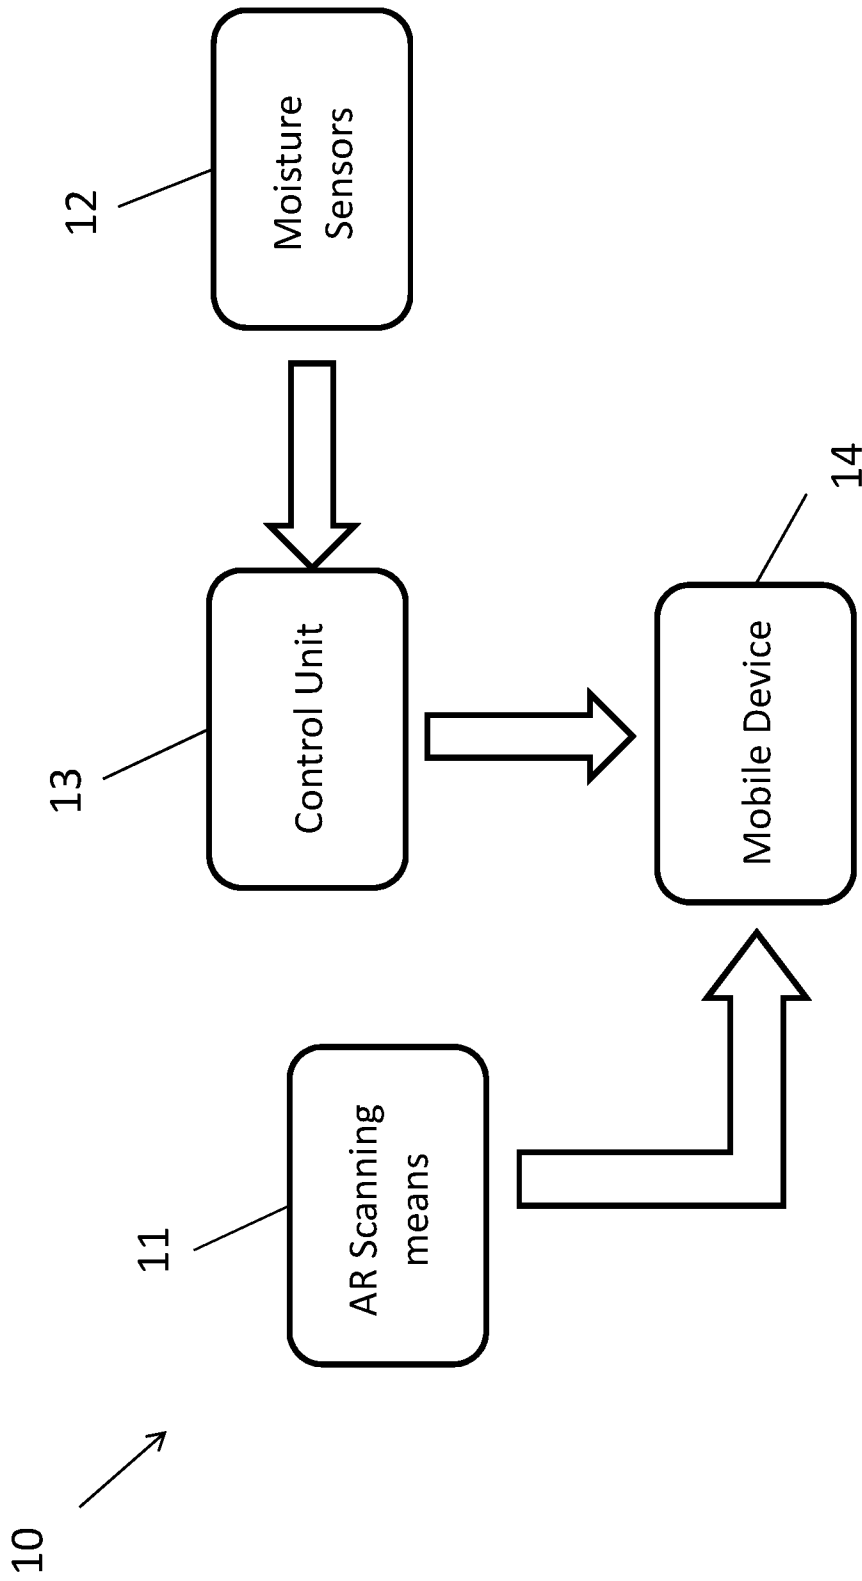 10
11
AR Scanning
means
13
Control Unit
12
Moisture
Sensors
Mobile Device
14